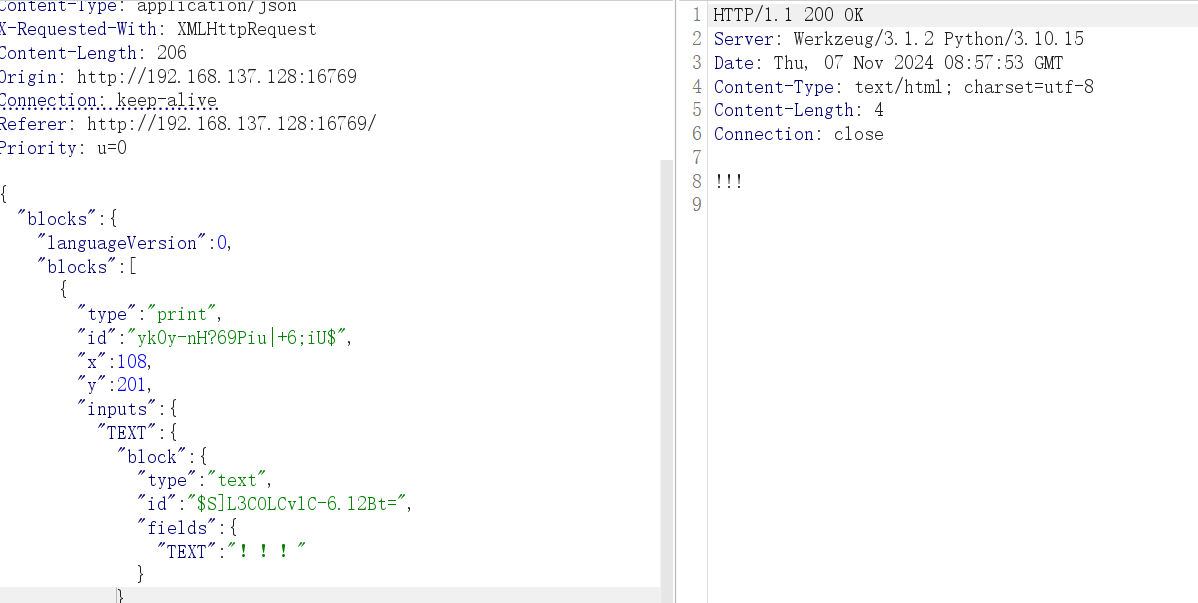 Content-Type: application/json
X-Requested-With: XMLHttpRequest
Content-Length: 206
Origin: http://192.168.137.128:16769
Connection: keep-alive
Referer: http://192.168.137.128:16769/
Priority: u=0
{
"blocks":{
"languageVersion":0,
"blocks":[
{
"type":"print",
"id":"yk0y-nH?69Piu|+6;iU$",
"x":108,
"y":201,
"inputs":{
"TEXT":{
"block":{
"type":"text",
"id":"$S]L3C0LCvlC-6.12Bt=",
"fields":{
"TEXT":"！！！"
}
}
1 HTTP/1.1 200 OK
2 Server: Werkzeug/3.1.2 Python/3.10.15
3 Date: Thu, 07 Nov 2024 08:57:53 GMT
4 Content-Type: text/html; charset=utf-8
5 Content-Length: 4
6 Connection: close
7
8 !!!
9